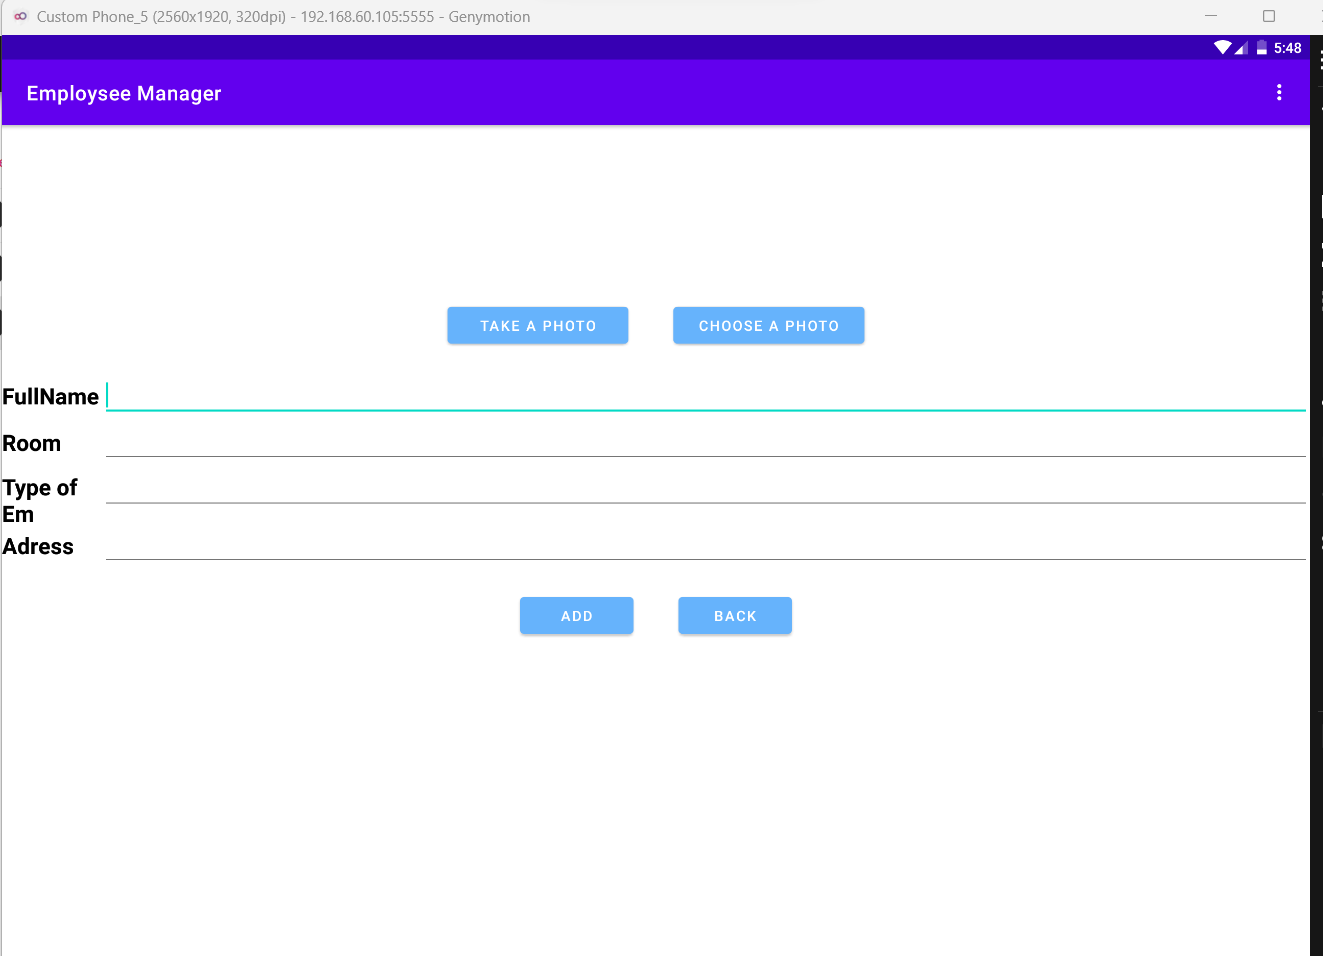 Custom Phone_5 (2560x1920, 320dpi) - 192.168.60.105:5555 - Genymotion
5:48
Employsee Manager
TAKE A PHOTO
CHOOSE A PHOTO
FullName
Room
Type of
Em
Adress
ADD
BACK